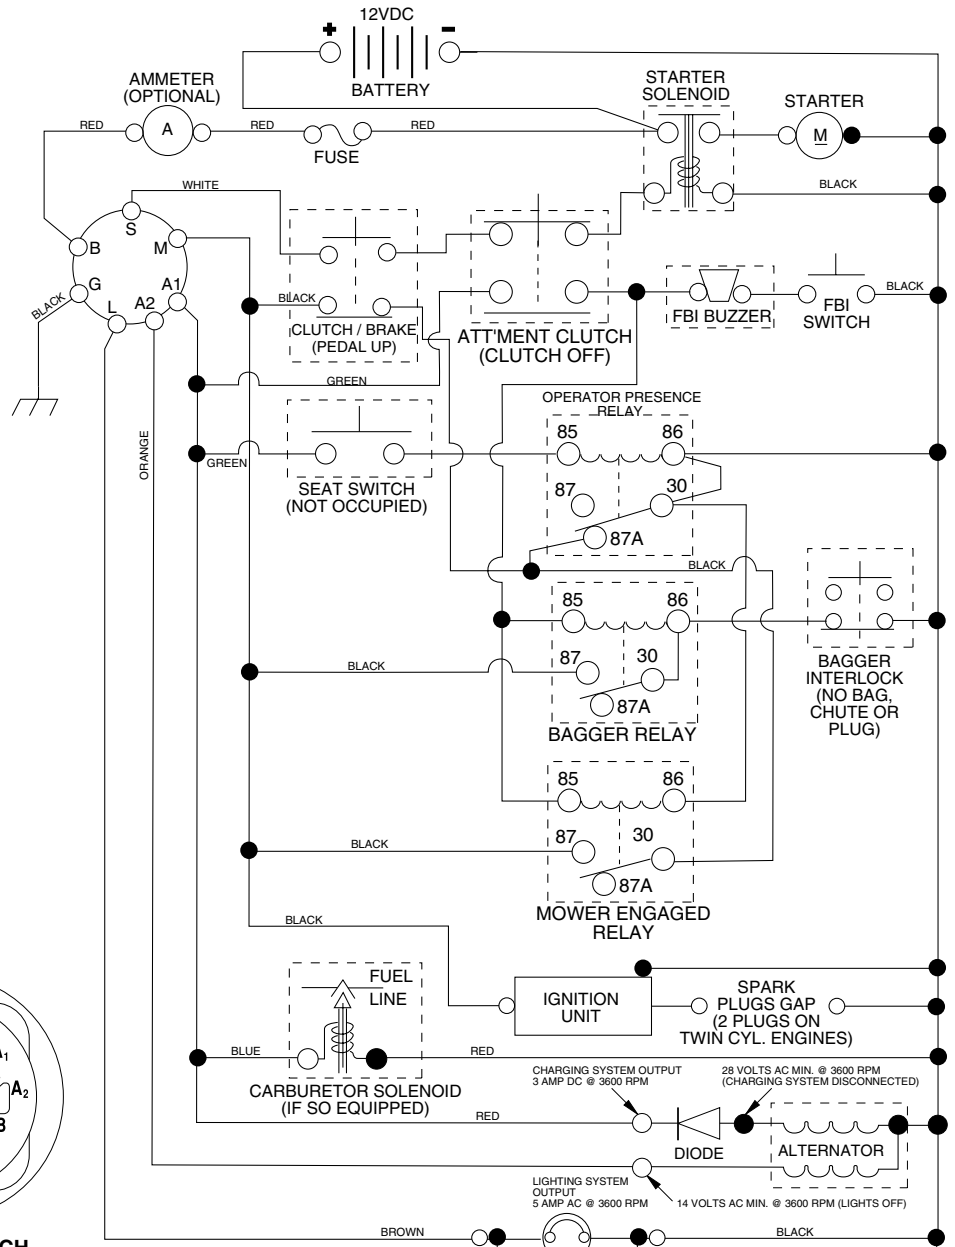 12VDC
+ –
BATTERY
AMMETER
(OPTIONAL)
STARTER
SOLENOID
STARTER
RED
A
RED
FUSE
RED
M
WHITE
BLACK
S
B
M
G
A1
L
A2
BLACK
BLACK
CLUTCH / BRAKE
(PEDAL UP)
ATT'MENT CLUTCH
(CLUTCH OFF)
FBI BUZZER
FBI
SWITCH
BLACK
GREEN
OPERATOR PRESENCE
RELAY
ORANGE
GREEN
SEAT SWITCH
(NOT OCCUPIED)
85
86
87
30
87A
BLACK
85
86
87
30
87A
BAGGER RELAY
BLACK
BAGGER
INTERLOCK
(NO BAG,
CHUTE OR
PLUG)
85
86
87
30
87A
MOWER ENGAGED
RELAY
BLACK
BLACK
FUEL
LINE
IGNITION
UNIT
SPARK
PLUGS GAP
(2 PLUGS ON
TWIN CYL. ENGINES)
BLUE
RED
CARBURETOR SOLENOID
(IF SO EQUIPPED)
CHARGING SYSTEM OUTPUT
3 AMP DC @ 3600 RPM
28 VOLTS AC MIN. @ 3600 RPM
(CHARGING SYSTEM DISCONNECTED)
RED
DIODE
ALTERNATOR
LIGHTING SYSTEM
OUTPUT
5 AMP AC @ 3600 RPM
14 VOLTS AC MIN. @ 3600 RPM (LIGHTS OFF)
BROWN
BLACK
A2